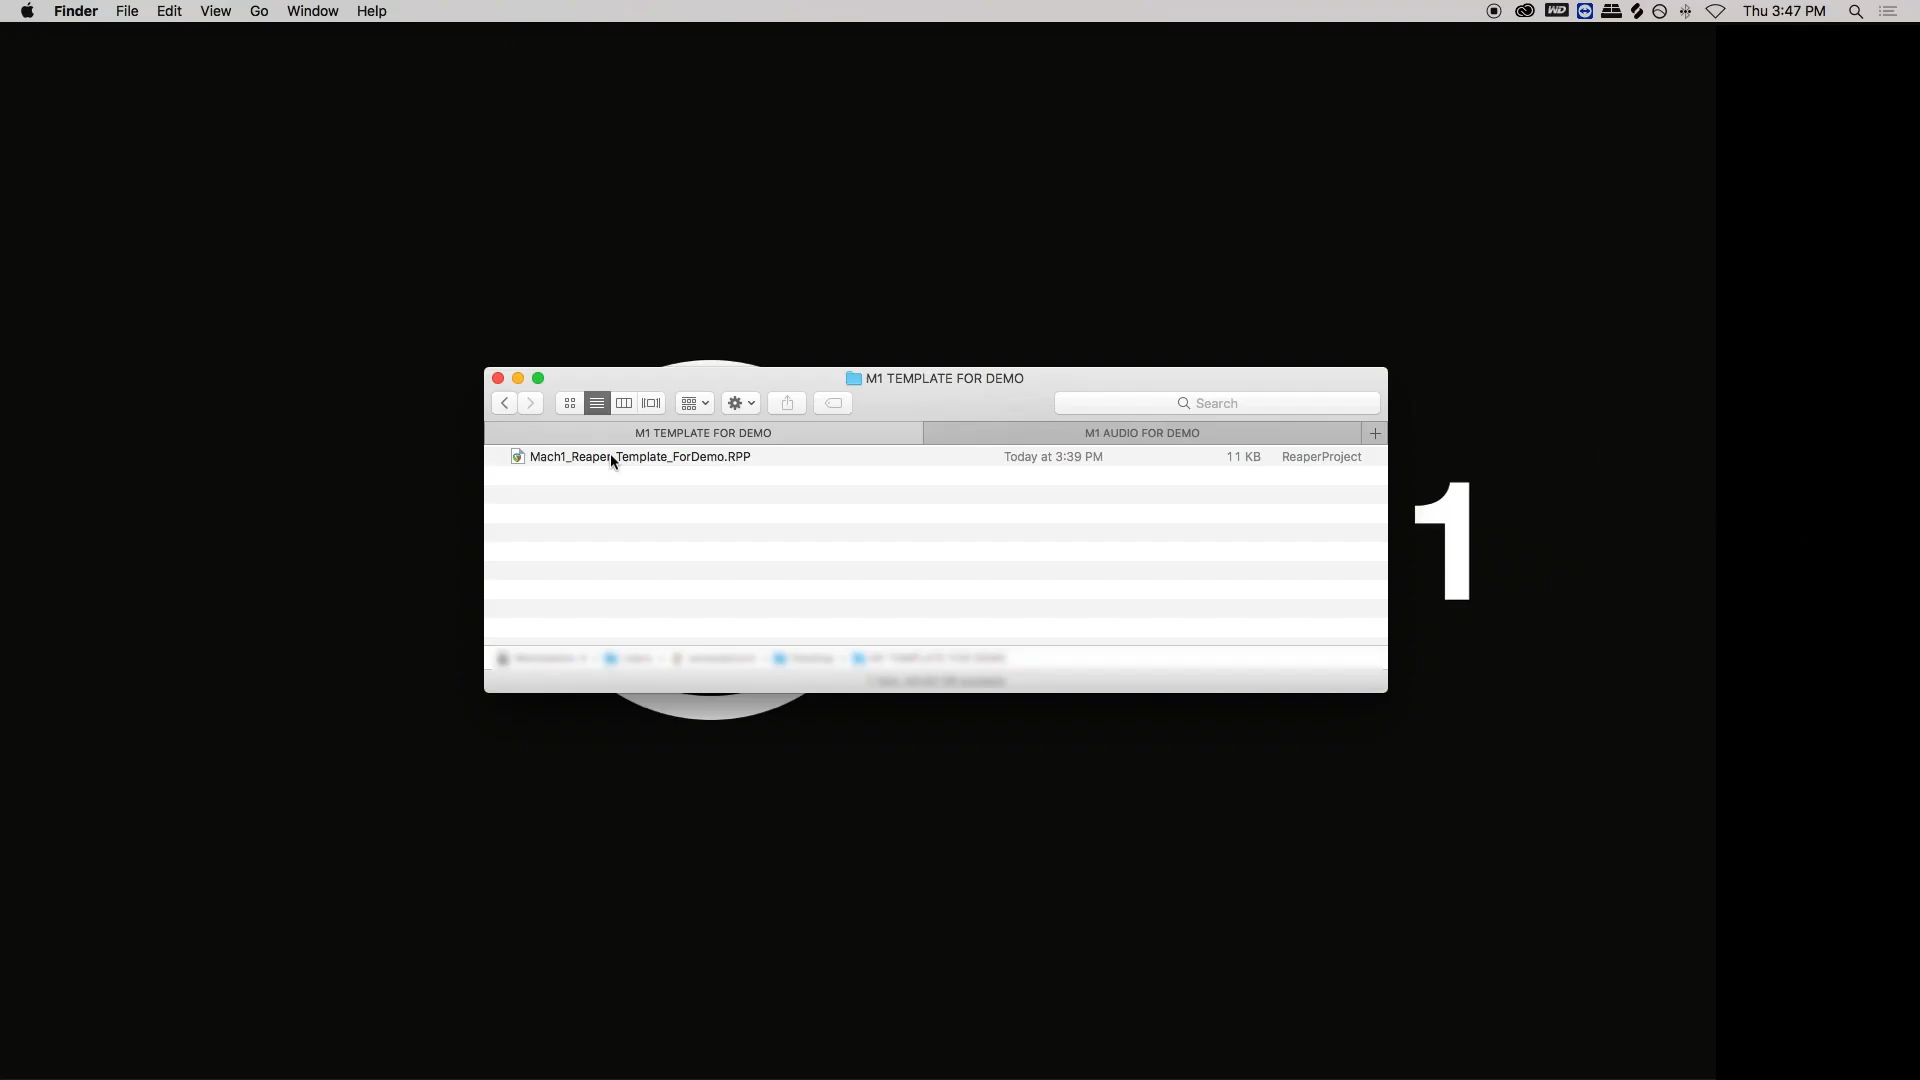 Finder File Edit View Go Window Help
WD
Thu 3:47 PM
M1 TEMPLATE FOR DEMO
Search
M1 TEMPLATE FOR DEMO
M1 AUDIO FOR DEMO
Mach1_Reaper_Template_ForDemo.RPP Today at 3:39 PM 11 KB ReaperProject
1